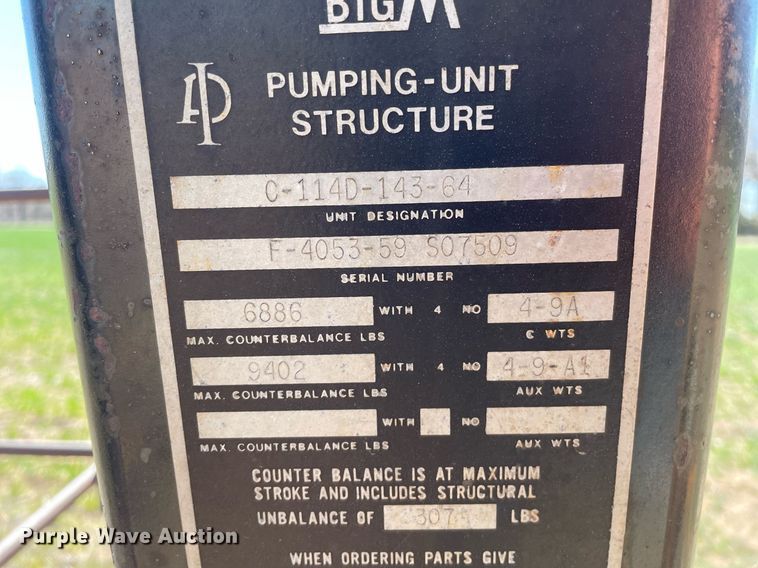 BIGM
API
PUMPING-UNIT
STRUCTURE
C-114D-143-64
UNIT DESIGNATION
F-4053-59 S07509
SERIAL NUMBER
6886 WITH 4 NO 4-9A
MAX. COUNTERBALANCE LBS C WTS
9402 WITH 4 NO 4-9-A1
MAX. COUNTERBALANCE LBS AUX WTS
WITH NO
MAX. COUNTERBALANCE LBS AUX WTS
COUNTER BALANCE IS AT MAXIMUM
STROKE AND INCLUDES STRUCTURAL
UNBALANCE OF LBS
WHEN ORDERING PARTS GIVE
Purple Wave Auction